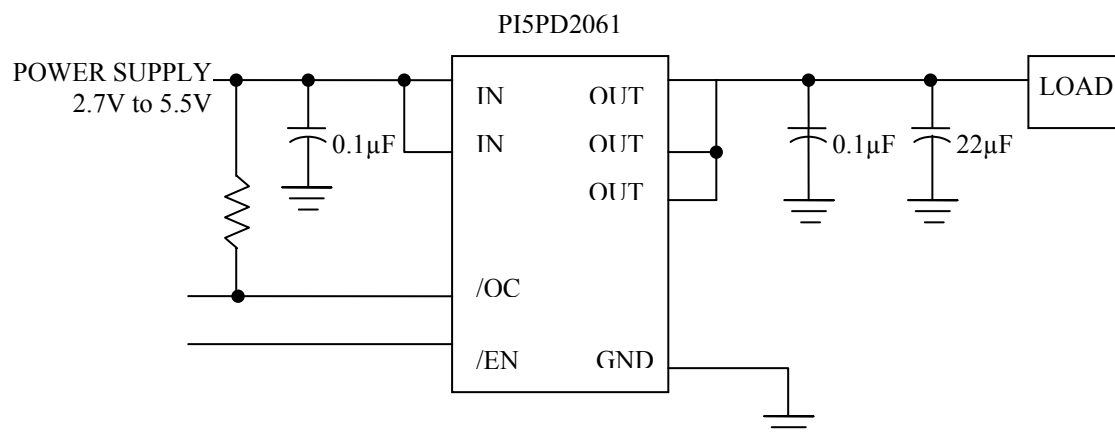 PI5PD2061
POWER SUPPLY
2.7V to 5.5V
IN
OUT
LOAD
0.1µF
IN
OUT
0.1µF
22µF
OUT
/OC
/EN
GND